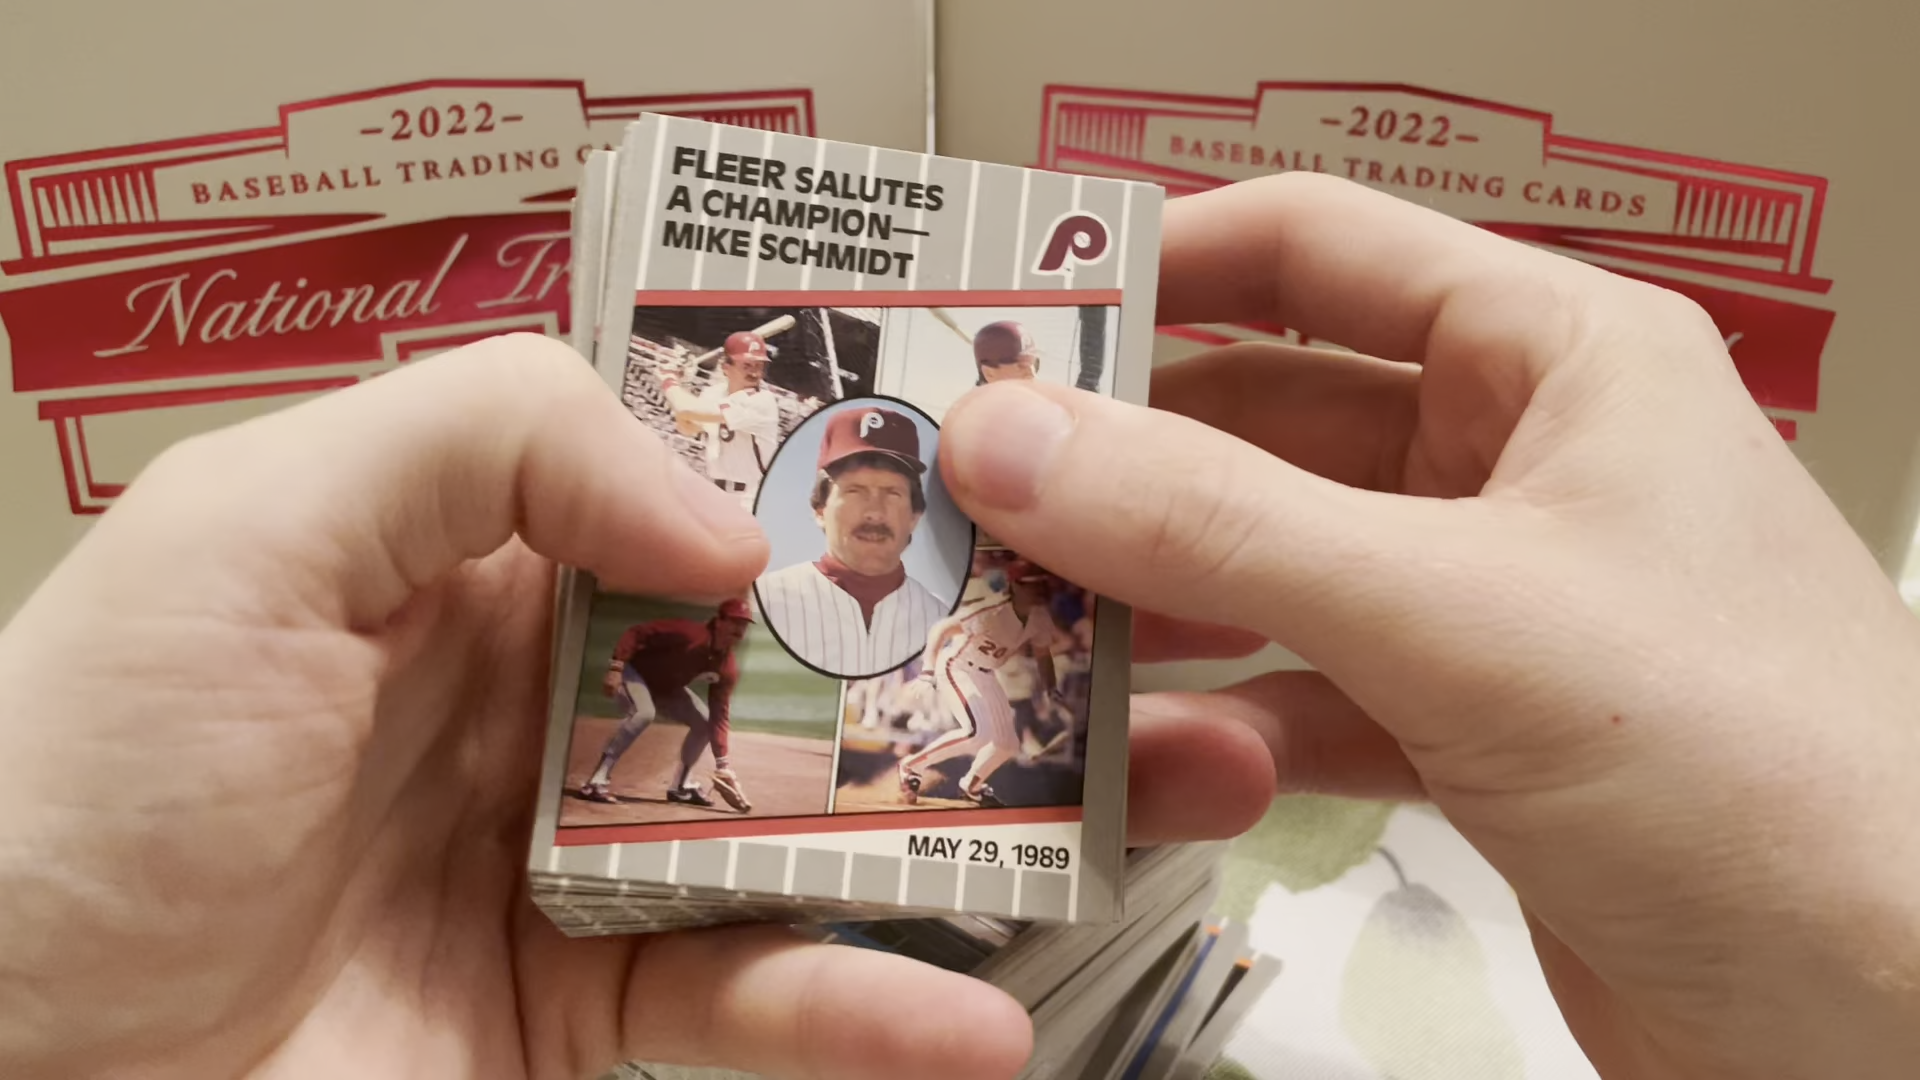 -2022-
BASEBALL TRADING CA
National Tr
FLEER SALUTES
A CHAMPION—
MIKE SCHMIDT
P
P
20
MAY 29, 1989
-2022-
BASEBALL TRADING CARDS